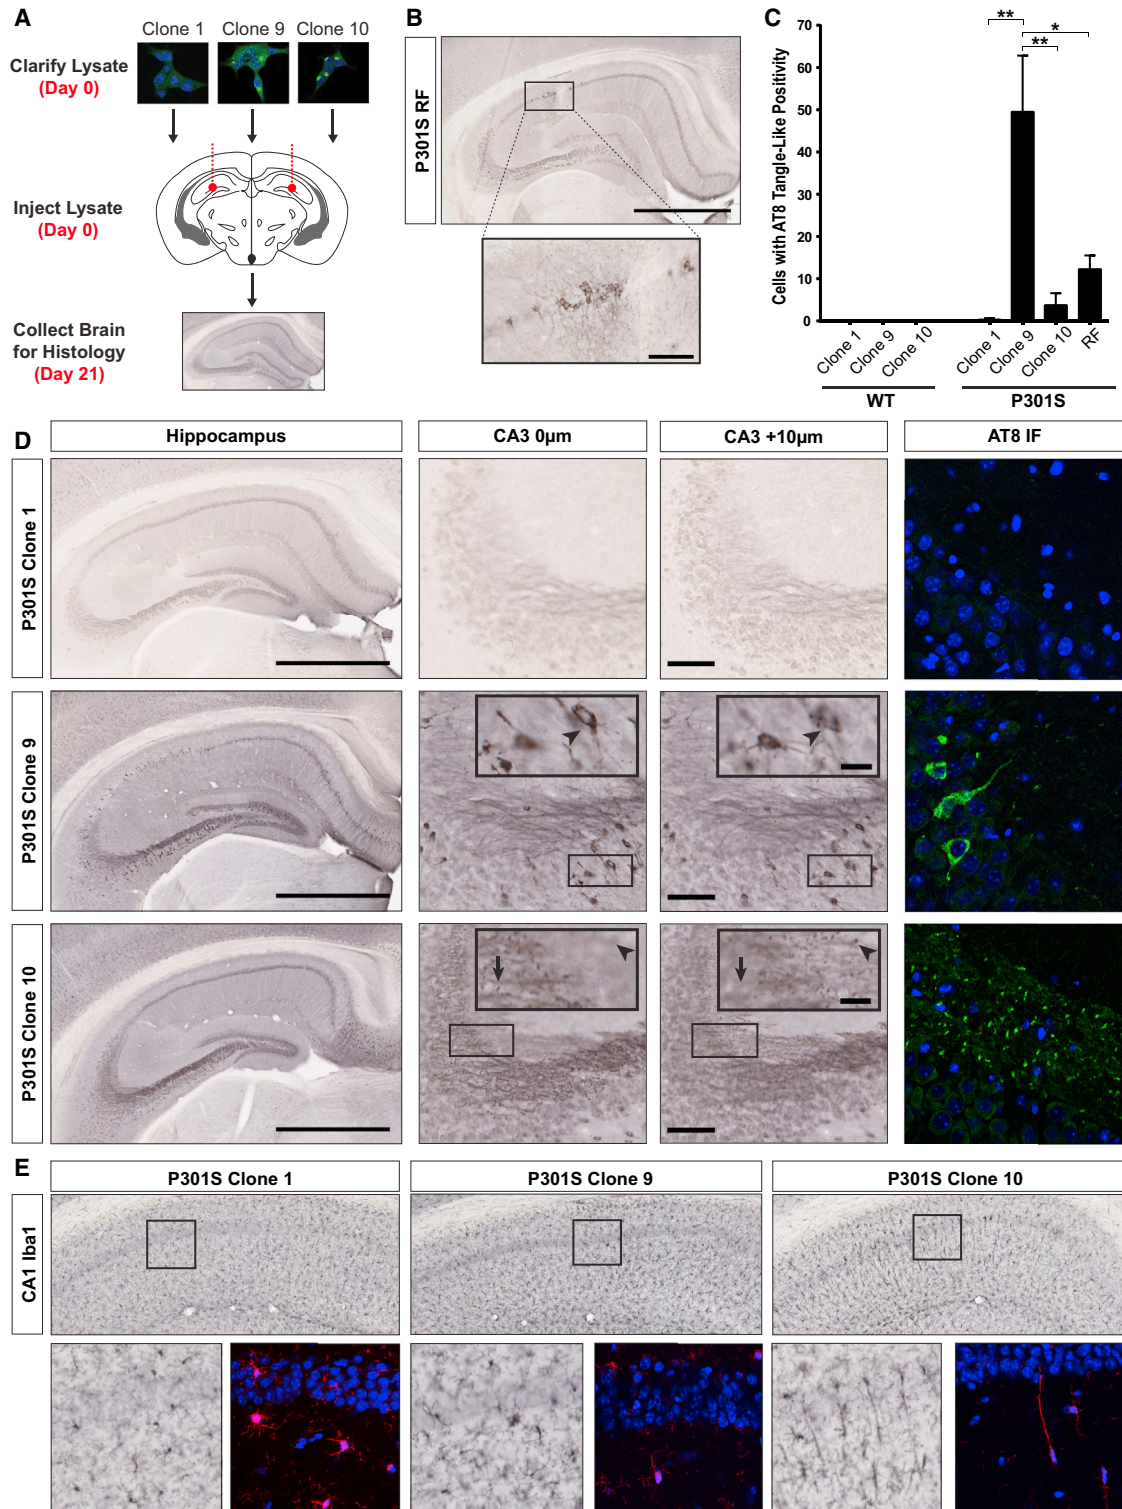 A
Clone 1 Clone 9 Clone 10
Clarify Lysate
(Day 0)
Inject Lysate
(Day 0)
Collect Brain
for Histology
(Day 21)
B
P301S RF
C
Cells with AT8 Tangle-Like Positivity
70
60
50
40
30
20
10
0
** * **
Clone 1 Clone 9 Clone 10 Clone 1 Clone 9 Clone 10 RF
WT P301S
D
Hippocampus CA3 0µm CA3 +10µm AT8 IF
P301S Clone 1
P301S Clone 9
P301S Clone 10
E
P301S Clone 1 P301S Clone 9 P301S Clone 10
CA1 Iba1